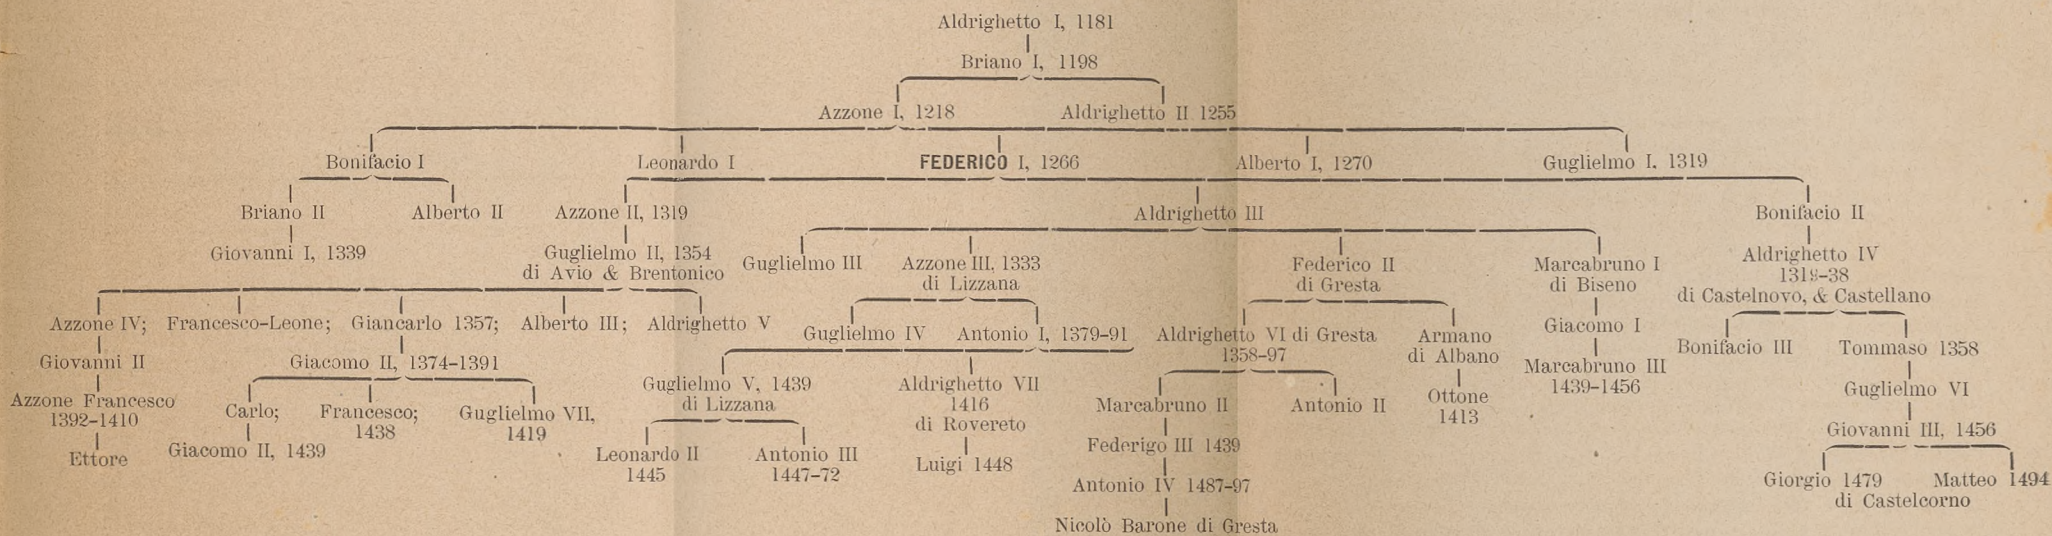 Aldrighetto I, 1181
Briano I, 1198
Azzone I, 1218 Aldrighetto II 1255
Bonifacio I Leonardo I FEDERICO I, 1266 Alberto I, 1270 Guglielmo I. 1319
Briano II Alberto II Azzone II, 1319 Aldrighetto III Bonifacio II
Giovanni I, 1339
Guglielmo II, 1354
di Avio & Brentonico
Guglielmo III
Azzone III, 1333
di Lizzana
Federico II
di Gresta
Marcabruno I
di Biseno
Aldrighetto IV
1319-38
di Castelnovo, & Castellano
Azzone IV; Francesco-Leone; Giancarlo 1357; Alberto III; Aldrighetto V
Guglielmo IV Antonio I, 1379-91
Aldrighetto VI di Gresta
1358-97
Armano
di Albano
Giacomo I
Bonifacio III Tommaso 1358
Giovanni II
Giacomo II, 1374-1391
Marcabruno III
1439-1456
Guglielmo V, 1439
di Lizzana
Aldrighetto VII
1416
di Rovereto
Ottone
1413
Guglielmo VI
Azzone Francesco
1392-1410
Carlo;
Francesco;
1438
Guglielmo VII,
1419
Marcabruno II Antonio II
Giovanni III, 1456
Ettore
Giacomo II, 1439
Leonardo II
1445
Antonio III
1447-72
Luigi 1448
Federigo III 1439
Giorgio 1479 Matteo 1494
di Castelcorno
Antonio IV 1487-97
Nicolò Barone di Gresta